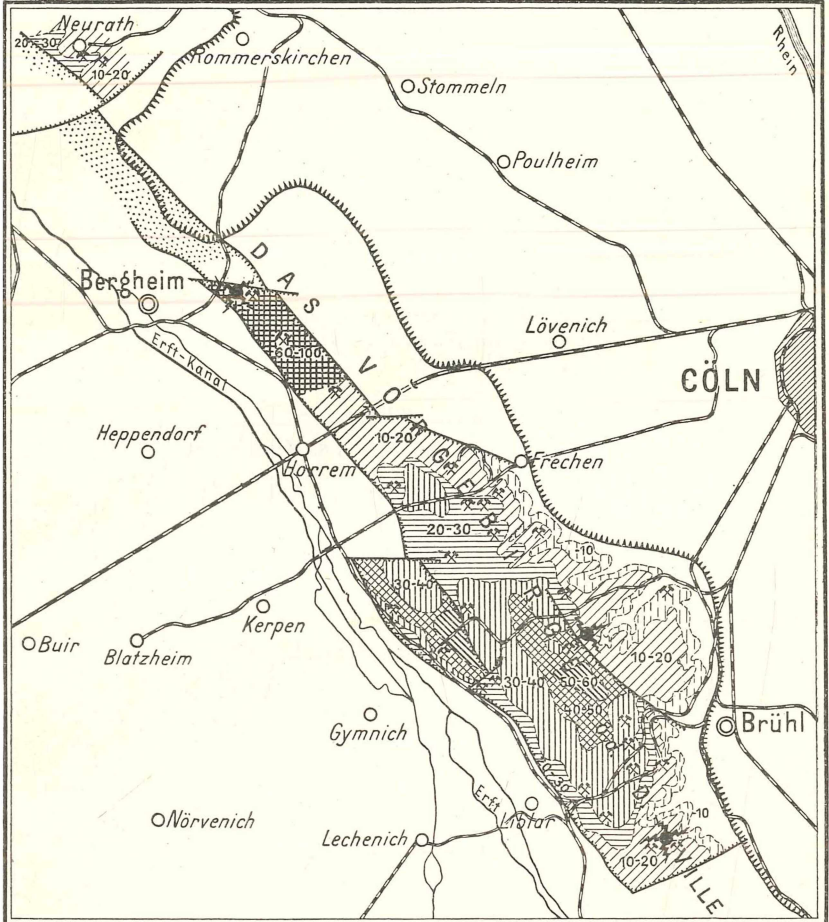 Neurath
20-30
10-20
Rommerskirchen
Rhein
Stommeln
Poulheim
DAS VORGEBIRGE
Bergheim
60-100
Lövenich
CÖLN
Erft-Kanal
Heppendorf
Horrem
10-20
Frechen
20-30
-10
30-40
Kerpen
Buir
Blatzheim
10-20
30-40
50-60
40-50
Gymnich
Brühl
Erft
Liblar
Nörvenich
Lechenich
-10
10-20
VILLE